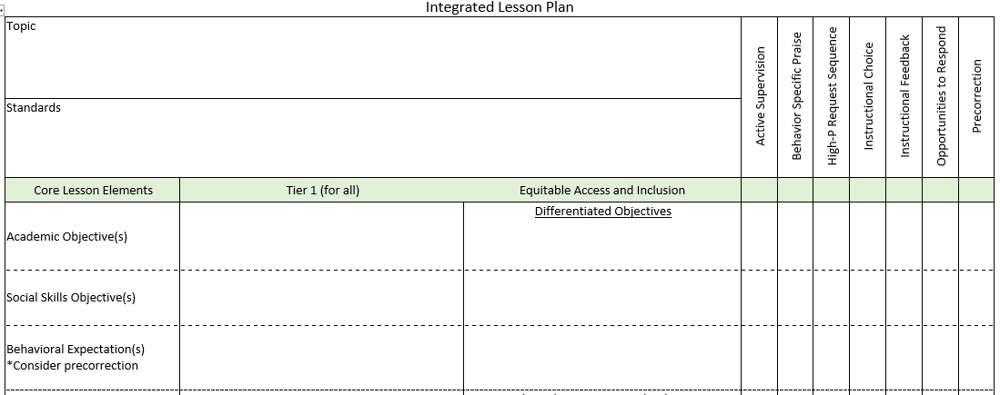 Integrated Lesson Plan
Topic
Standards
Active Supervision
Behavior Specific Praise
High-P Request Sequence
Instructional Choice
Instructional Feedback
Opportunities to Respond
Precorrection
Core Lesson Elements
Tier 1 (for all)
Equitable Access and Inclusion
Differentiated Objectives
Academic Objective(s)
Social Skills Objective(s)
Behavioral Expectation(s)
*Consider precorrection